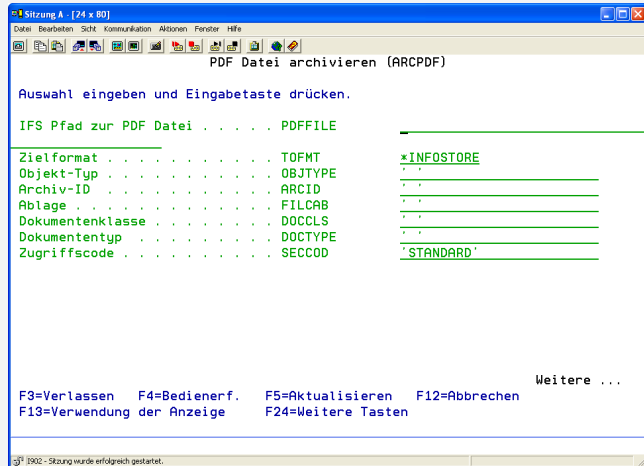 Sitzung A - [24 x 80]
Datei Bearbeiten Sicht Kommunikation Aktionen Fenster Hilfe
PDF Datei archivieren (ARCPDF)
Auswahl eingeben und Eingabetaste drücken.
IFS Pfad zur PDF Datei . . . . . PDFFILE
Zielformat . . . . . . . . . . . TOFMT *INFOSTORE
Objekt-Typ . . . . . . . . . . . OBJTYPE ' '
Archiv-ID . . . . . . . . . . . ARCID ' '
Ablage . . . . . . . . . . . . . FILCAB ' '
Dokumentenklasse . . . . . . . . DOCCLS ' '
Dokumententyp . . . . . . . . . DOCTYPE ' '
Zugriffscode . . . . . . . . . . SECCOD 'STANDARD'
Weitere ...
F3=Verlassen F4=Bedienerf. F5=Aktualisieren F12=Abbrechen
F13=Verwendung der Anzeige F24=Weitere Tasten
I902 - Sitzung wurde erfolgreich gestartet.